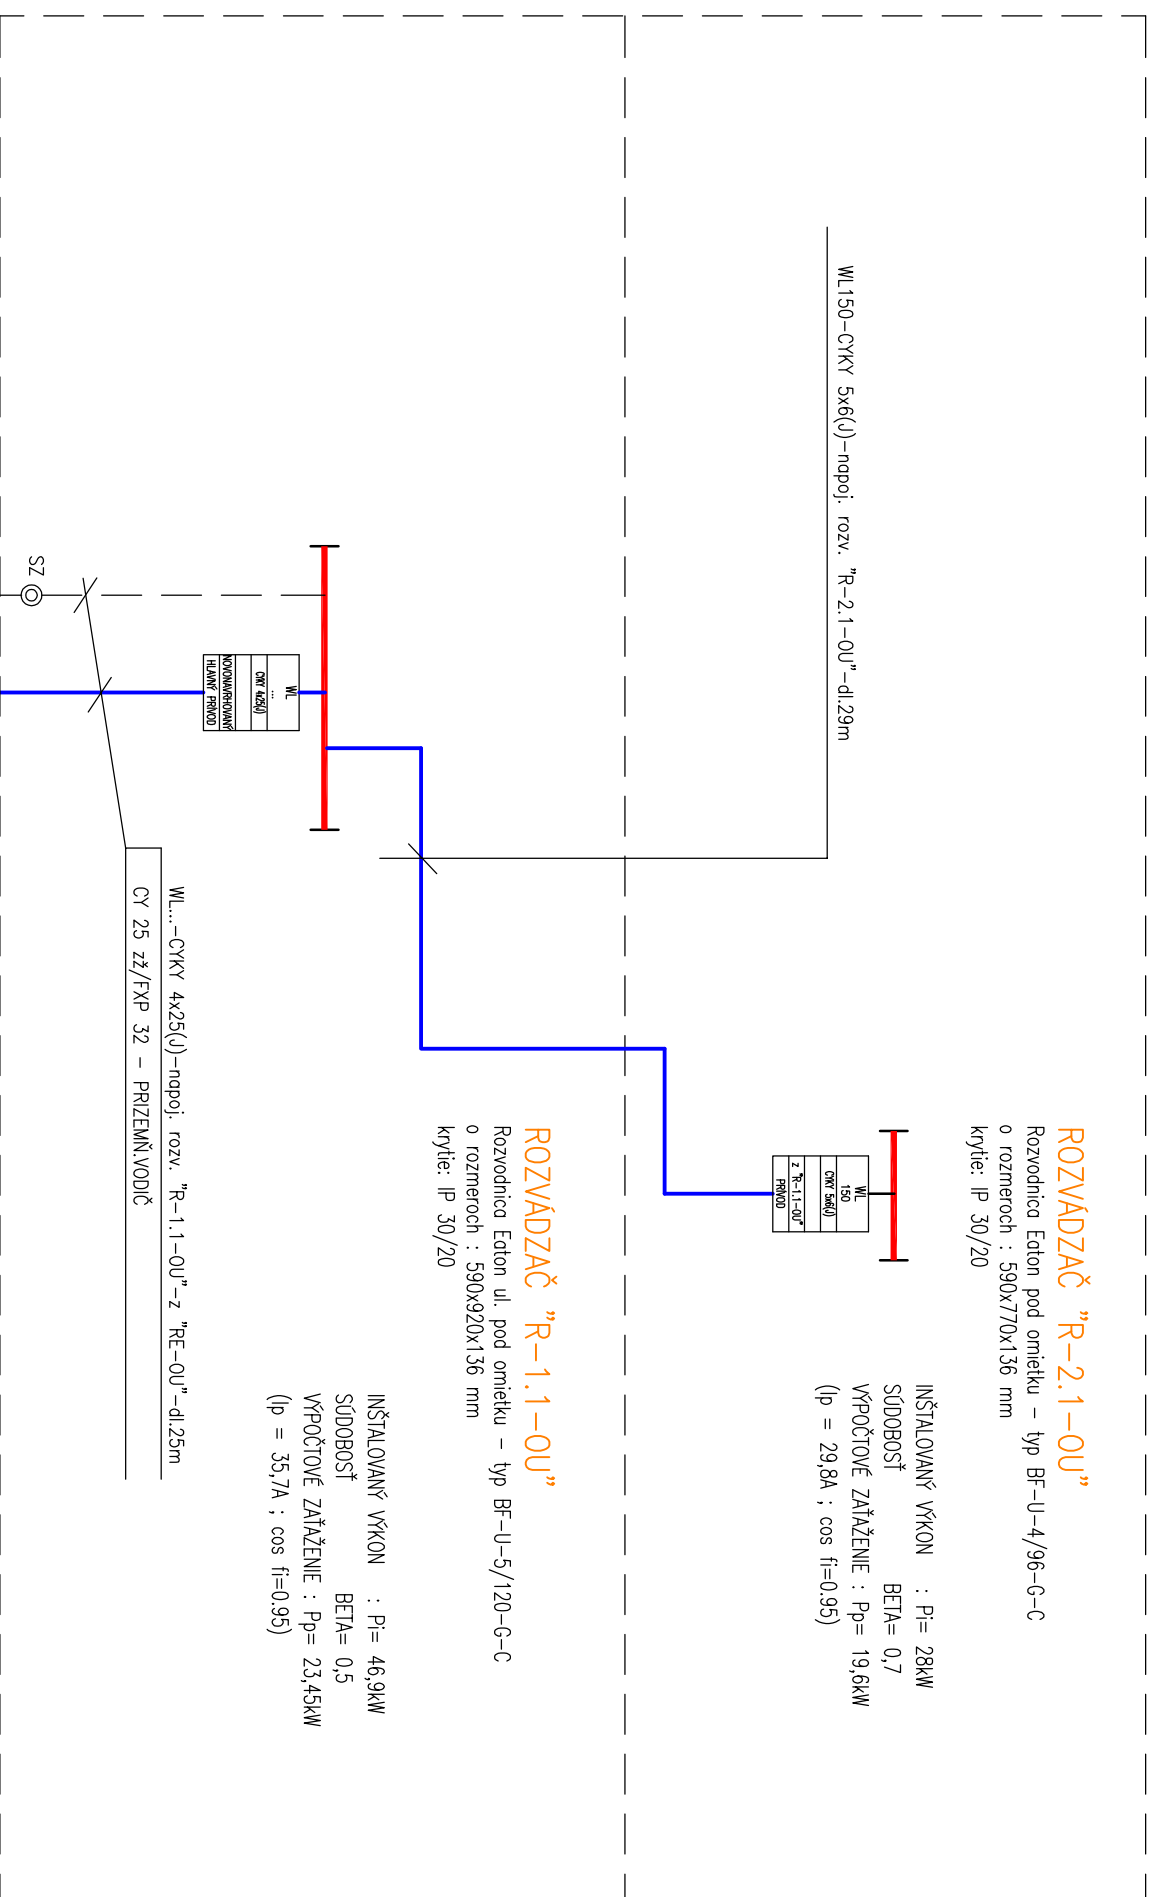 ROZVÁDZAČ "R-2.1-OU"
Rozvodnica Eaton pod omietku - typ BF-U-4/96-G-C
o rozmeroch : 590x770x136 mm
krytie: IP 30/20
INŠTALOVANÝ VÝKON : Pi= 28kW
SÚDOBOSŤ BETA= 0,7
VÝPOČTOVÉ ZAŤAŽENIE : Pp= 19,6kW
(Ip = 29,8A ; cos fi=0.95)
WL
150
CYKY 5x6(J)
z "R-1.1-OU"
PRÍVOD
WL150-CYKY 5x6(J)-napoj. rozv. "R-2.1-OU"-dl.29m
ROZVÁDZAČ "R-1.1-OU"
Rozvodnica Eaton ul. pod omietku - typ BF-U-5/120-G-C
o rozmeroch : 590x920x136 mm
krytie: IP 30/20
INŠTALOVANÝ VÝKON : Pi= 46,9kW
SÚDOBOSŤ BETA= 0,5
VÝPOČTOVÉ ZAŤAŽENIE : Pp= 23,45kW
(Ip = 35,7A ; cos fi=0.95)
WL
...
CYKY 4x25(J)
NOVONAVRHOVANÝ
HLAVNÝ PRÍVOD
WL...-CYKY 4x25(J)-napoj. rozv. "R-1.1-OU"-z "RE-OU"-dl.25m
CY 25 zž/FXP 32 - PRIZEMŇ.VODIČ
SZ